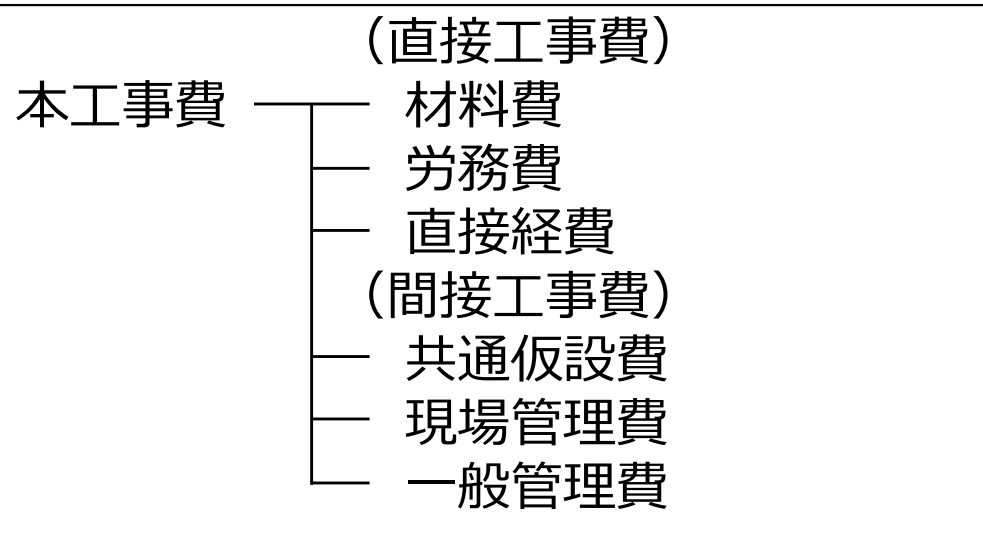 （直接工事費）
本工事費 材料費
労務費
直接経費
（間接工事費）
共通仮設費
現場管理費
一般管理費